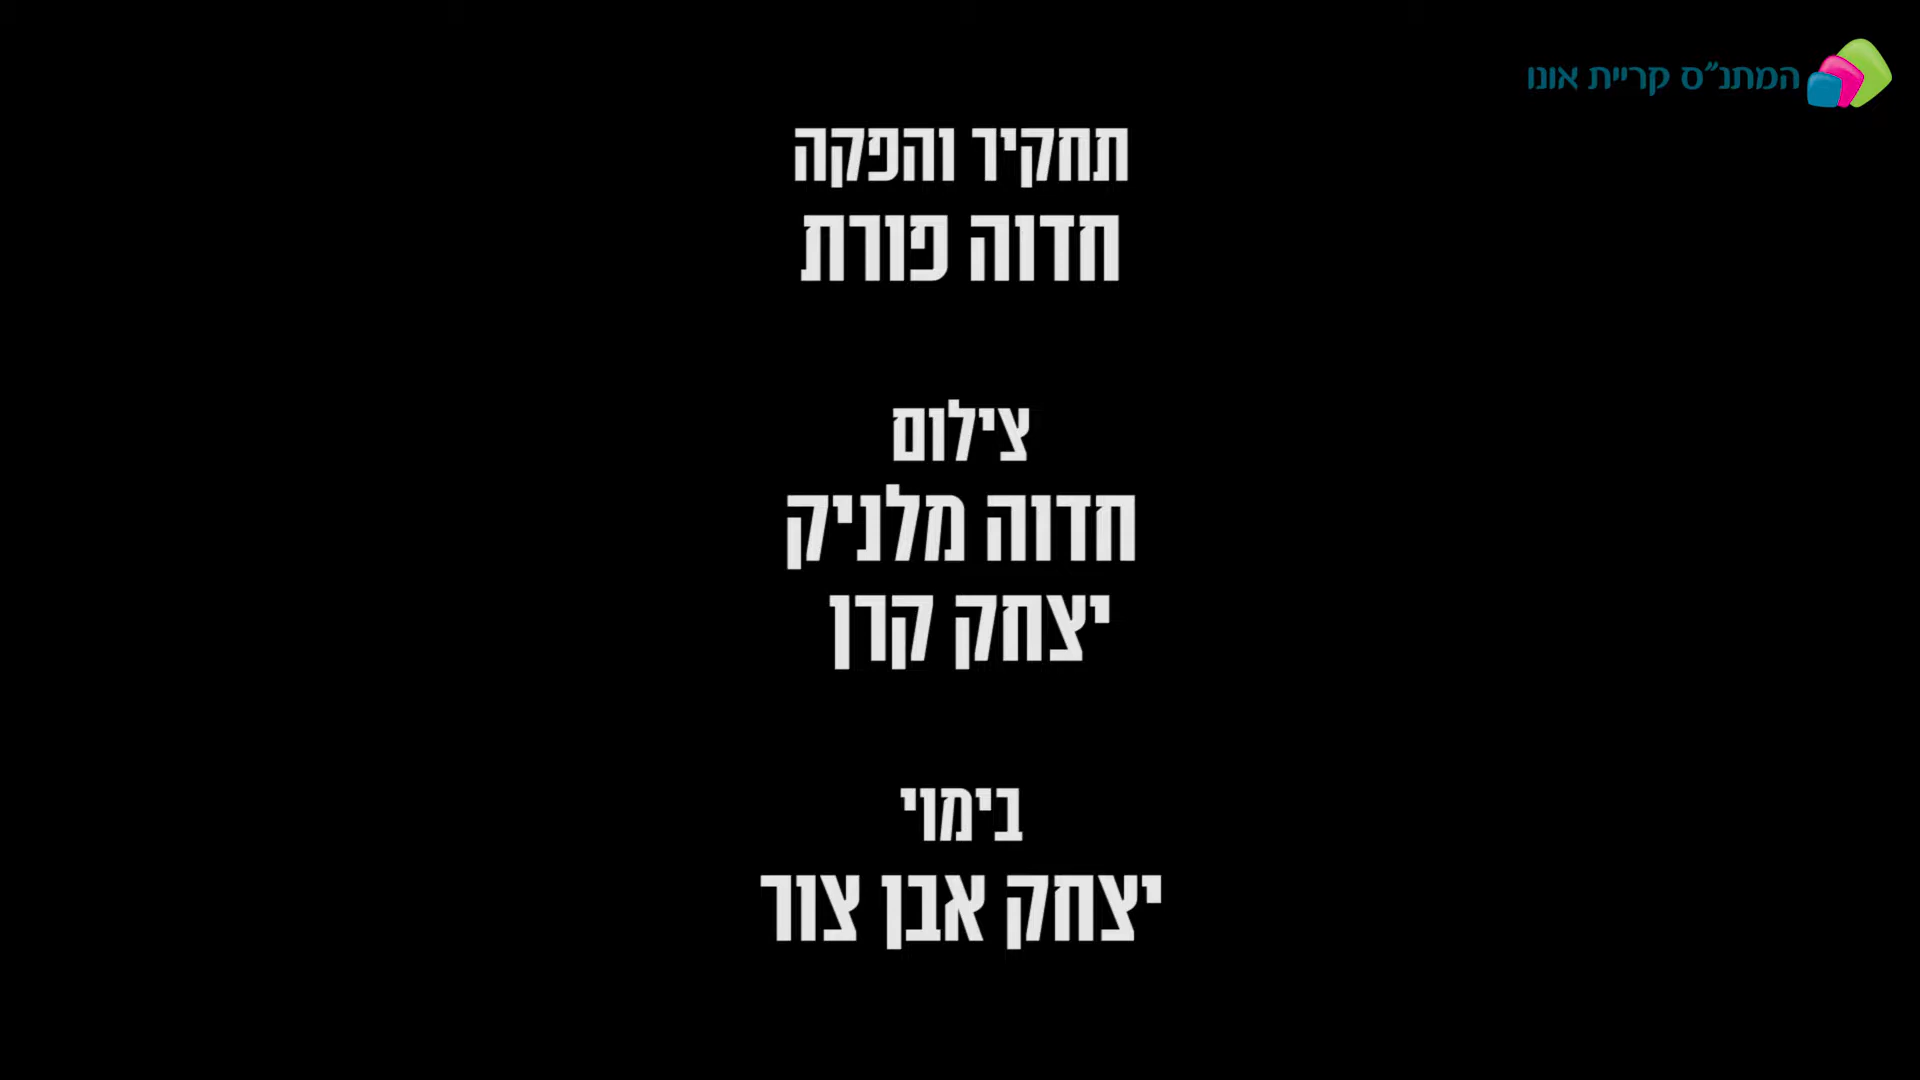 המתנ״ס קריית אונו
תחקיר והפקה
חדוה פורת
צילום
חדוה מלניק
יצחק קרן
בימוי
יצחק אבן צור